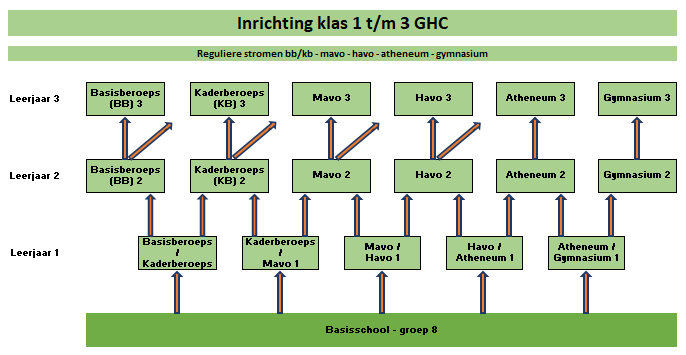 Inrichting klas 1 t/m 3 GHC
Reguliere stromen bb/kb - mavo - havo - atheneum - gymnasium
Leerjaar 3
Basisberoeps
(BB) 3
Kaderberoeps
(KB) 3
Mavo 3
Havo 3
Atheneum 3
Gymnasium 3
Leerjaar 2
Basisberoeps
(BB) 2
Kaderberoeps
(KB) 2
Mavo 2
Havo 2
Atheneum 2
Gymnasium 2
Leerjaar 1
Basisberoeps
/
Kaderberoeps
Kaderberoeps
/
Mavo 1
Mavo /
Havo 1
Havo /
Atheneum 1
Atheneum /
Gymnasium 1
Basisschool - groep 8